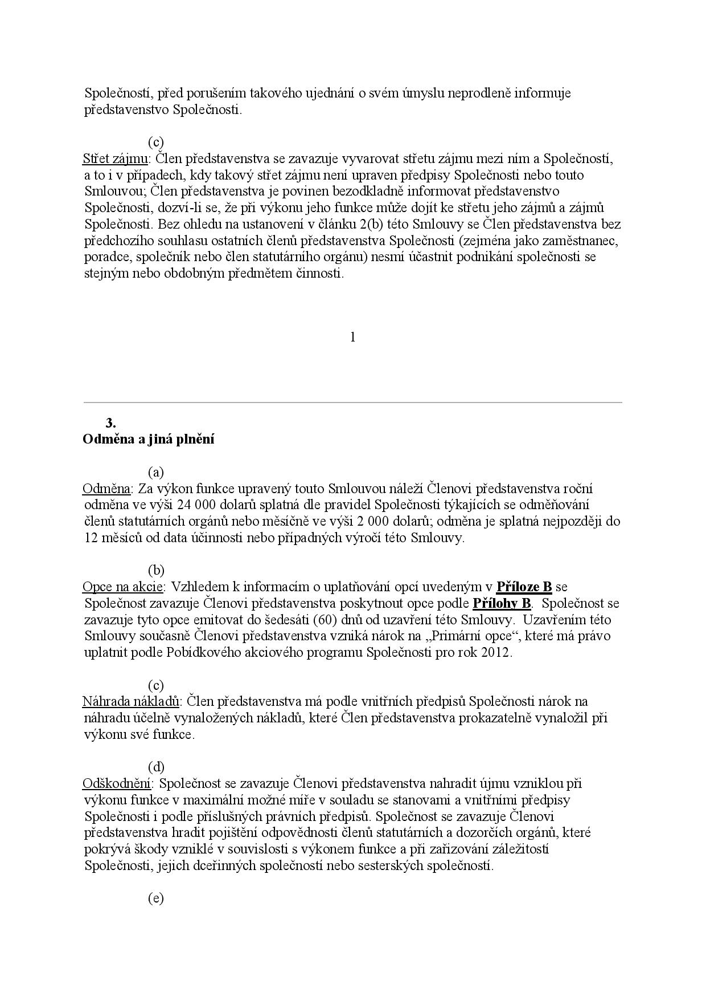 Společností, před porušením takového ujednání o svém úmyslu neprodleně informuje
představenstvo Společnosti.
(c)
Střet zájmu: Člen představenstva se zavazuje vyvarovat střetu zájmu mezi ním a Společností,
a to i v případech, kdy takový střet zájmu není upraven předpisy Společnosti nebo touto
Smlouvou; Člen představenstva je povinen bezodkladně informovat představenstvo
Společnosti, dozví-li se, že při výkonu jeho funkce může dojít ke střetu jeho zájmů a zájmů
Společnosti. Bez ohledu na ustanovení v článku 2(b) této Smlouvy se Člen představenstva bez
předchozího souhlasu ostatních členů představenstva Společnosti (zejména jako zaměstnanec,
poradce, společník nebo člen statutárního orgánu) nesmí účastnit podnikání společnosti se
stejným nebo obdobným předmětem činnosti.
1
3.
Odměna a jiná plnění
(a)
Odměna: Za výkon funkce upravený touto Smlouvou náleží Členovi představenstva roční
odměna ve výši 24 000 dolarů splatná dle pravidel Společnosti týkajících se odměňování
členů statutárních orgánů nebo měsíčně ve výši 2 000 dolarů; odměna je splatná nejpozději do
12 měsíců od data účinnosti nebo případných výročí této Smlouvy.
(b)
Opce na akcie: Vzhledem k informacím o uplatňování opcí uvedeným v Příloze B se
Společnost zavazuje Členovi představenstva poskytnout opce podle Přílohy B. Společnost se
zavazuje tyto opce emitovat do šedesáti (60) dnů od uzavření této Smlouvy. Uzavřením této
Smlouvy současně Členovi představenstva vzniká nárok na „Primární opce“, které má právo
uplatnit podle Pobídkového akciového programu Společnosti pro rok 2012.
(c)
Náhrada nákladů: Člen představenstva má podle vnitřních předpisů Společnosti nárok na
náhradu účelně vynaložených nákladů, které Člen představenstva prokazatelně vynaložil při
výkonu své funkce.
(d)
Odškodnění: Společnost se zavazuje Členovi představenstva nahradit újmu vzniklou při
výkonu funkce v maximální možné míře v souladu se stanovami a vnitřními předpisy
Společnosti i podle příslušných právních předpisů. Společnost se zavazuje Členovi
představenstva hradit pojištění odpovědnosti členů statutárních a dozorčích orgánů, které
pokrývá škody vzniklé v souvislosti s výkonem funkce a při zařizování záležitostí
Společnosti, jejich dceřinných společností nebo sesterských společností.
(e)